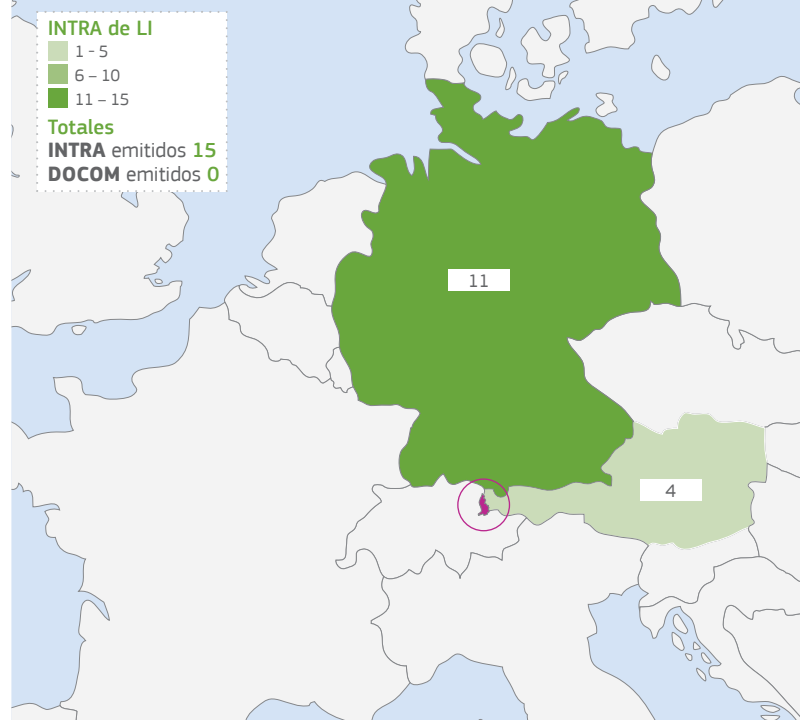 INTRA de LI
1 - 5
6 – 10
11 – 15
Totales
INTRA emitidos 15
DOCOM emitidos 0
11
4